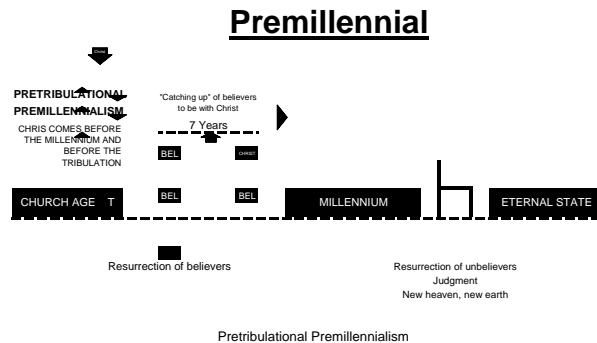 Premillennial
Christ
PRETRIBULATIONAL
PREMILLENNIALISM
CHRIS COMES BEFORE
THE MILLENNIUM AND
BEFORE THE
TRIBULATION
"Catching up" of believers
to be with Christ
7 Years
BEL
CHRIST
CHURCH AGE T
BEL
BEL
MILLENNIUM
ETERNAL STATE
Resurrection of believers
Resurrection of unbelievers
Judgment
New heaven, new earth
Pretribulational Premillennialism